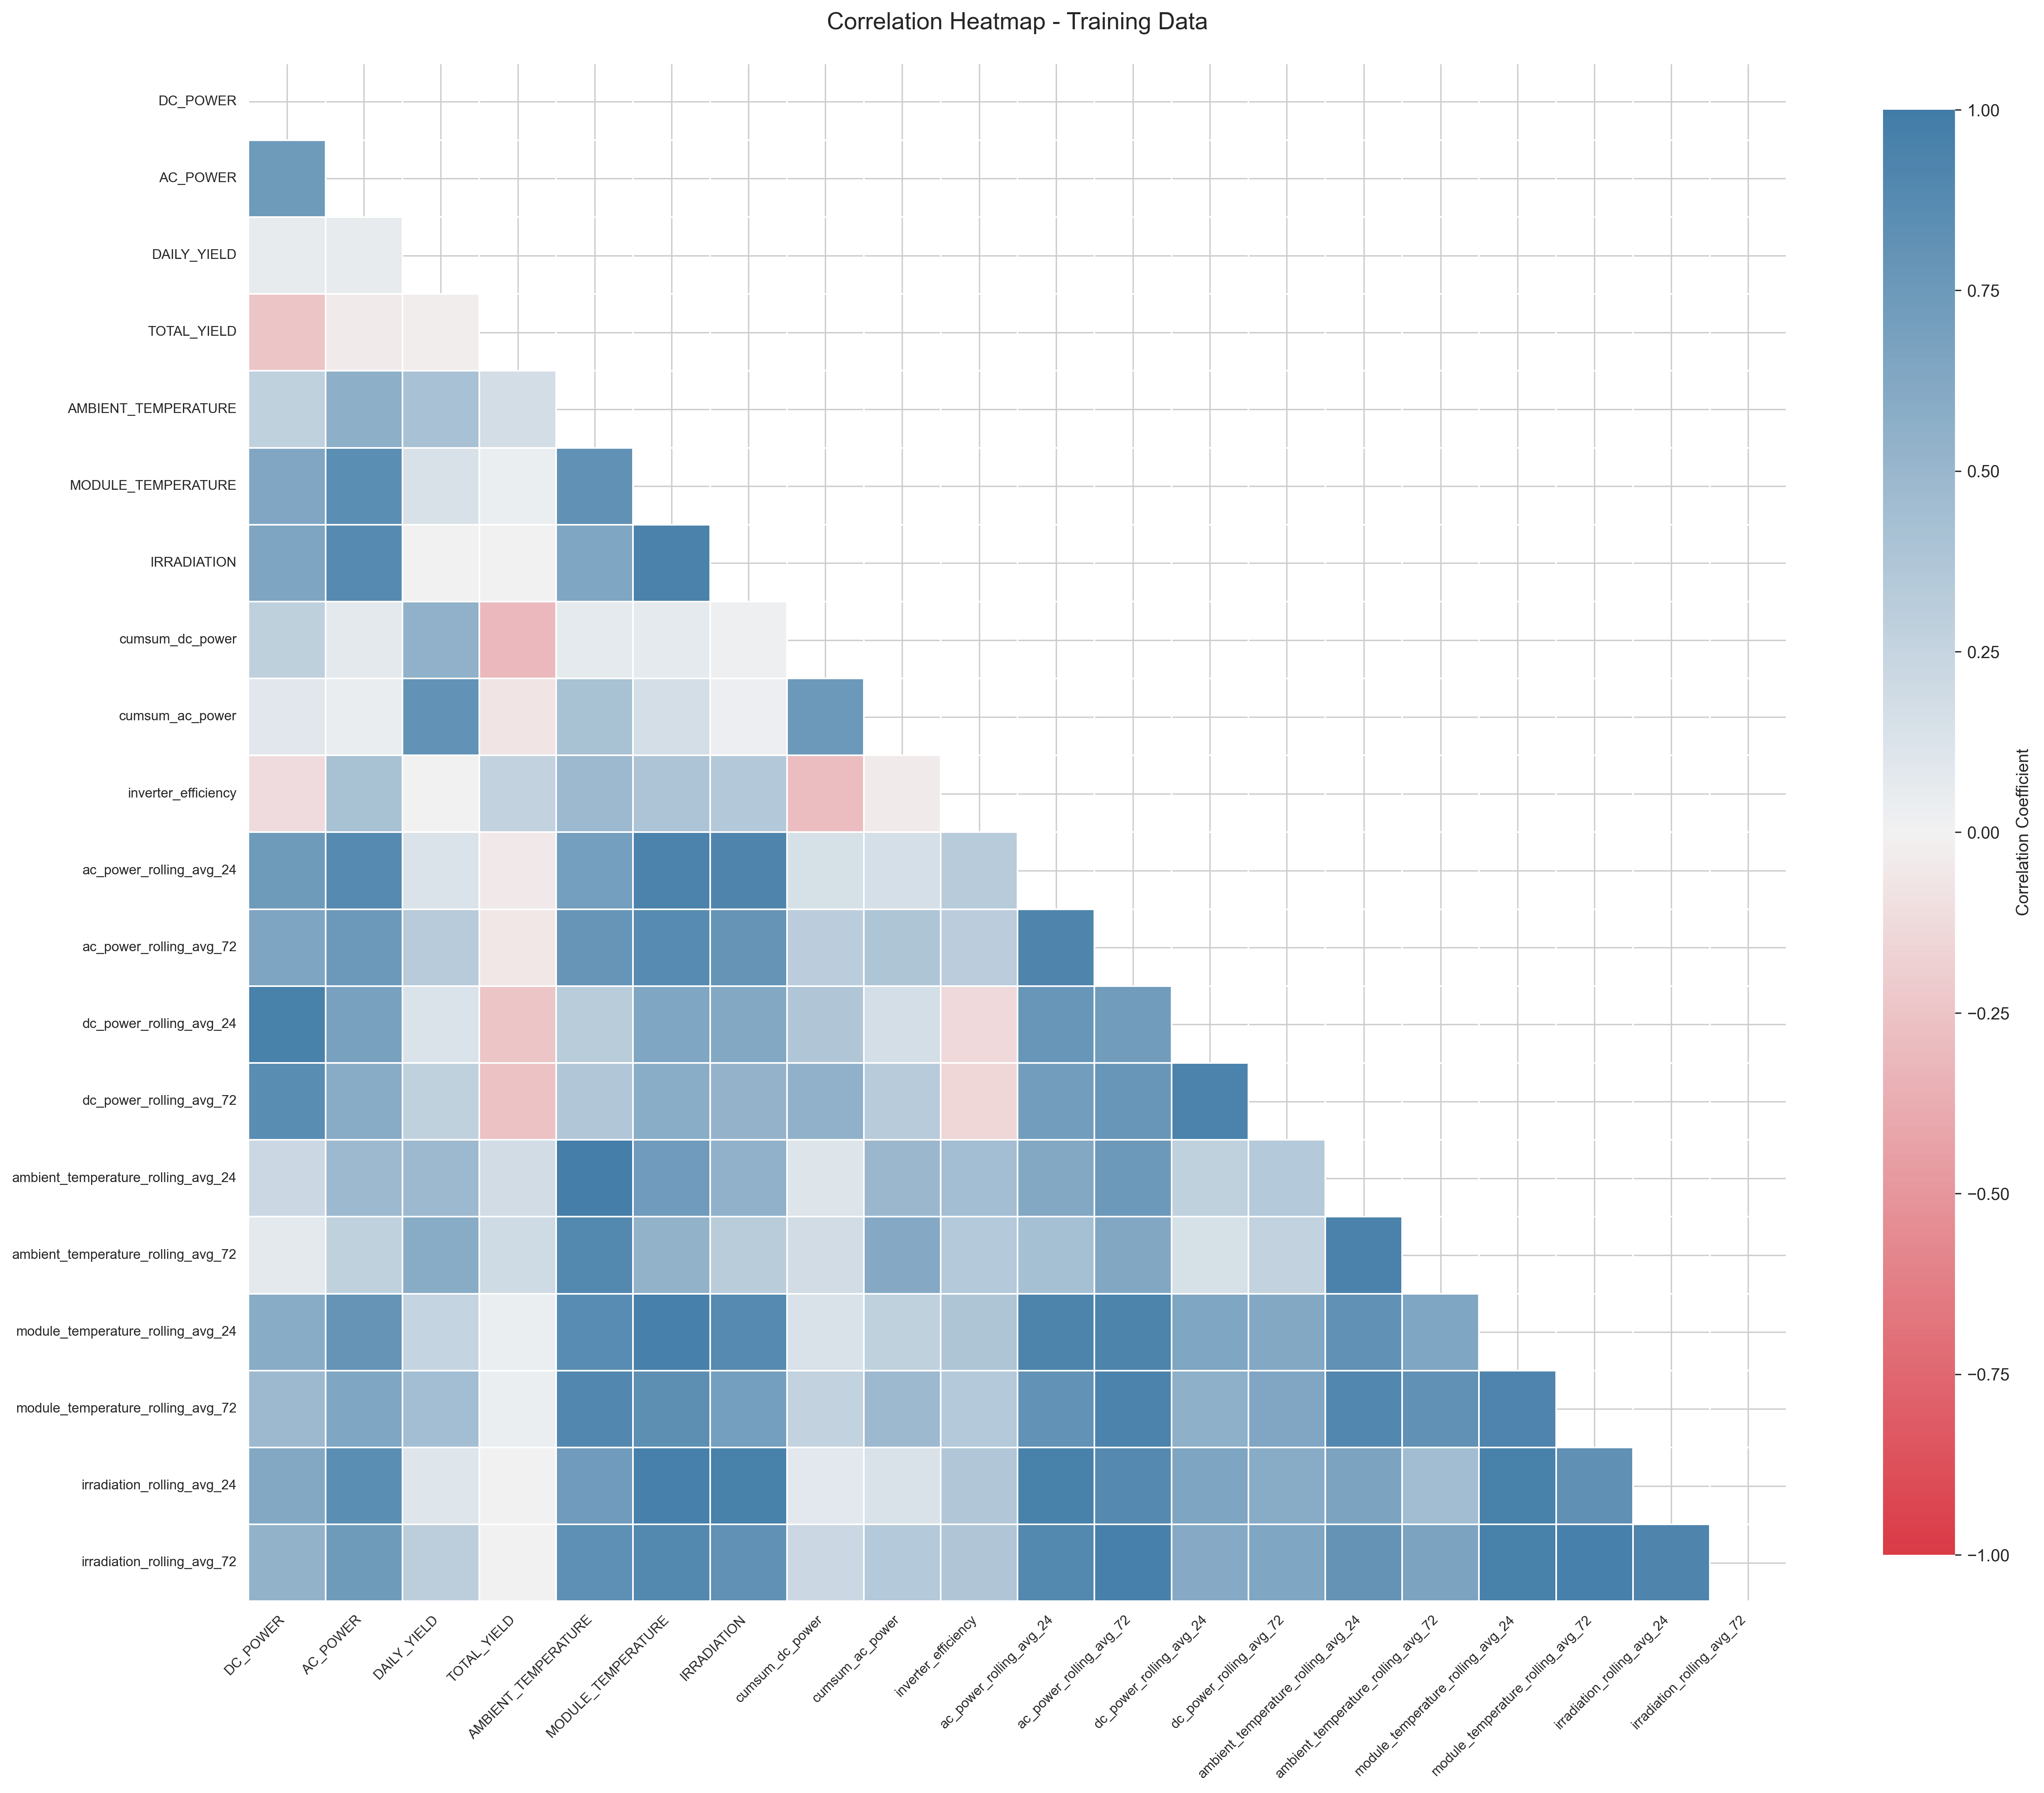 Correlation Heatmap - Training Data
DC_POWER
AC_POWER
DAILY_YIELD
TOTAL_YIELD
AMBIENT_TEMPERATURE
MODULE_TEMPERATURE
IRRADIATION
cumsum_dc_power
cumsum_ac_power
inverter_efficiency
ac_power_rolling_avg_24
ac_power_rolling_avg_72
dc_power_rolling_avg_24
dc_power_rolling_avg_72
ambient_temperature_rolling_avg_24
ambient_temperature_rolling_avg_72
module_temperature_rolling_avg_24
module_temperature_rolling_avg_72
irradiation_rolling_avg_24
irradiation_rolling_avg_72
DC_POWER
AC_POWER
DAILY_YIELD
TOTAL_YIELD
AMBIENT_TEMPERATURE
MODULE_TEMPERATURE
IRRADIATION
cumsum_dc_power
cumsum_ac_power
inverter_efficiency
ac_power_rolling_avg_24
ac_power_rolling_avg_72
dc_power_rolling_avg_24
dc_power_rolling_avg_72
ambient_temperature_rolling_avg_24
ambient_temperature_rolling_avg_72
module_temperature_rolling_avg_24
module_temperature_rolling_avg_72
irradiation_rolling_avg_24
irradiation_rolling_avg_72
1.00
0.75
0.50
0.25
0.00
−0.25
−0.50
−0.75
−1.00
Correlation Coefficient